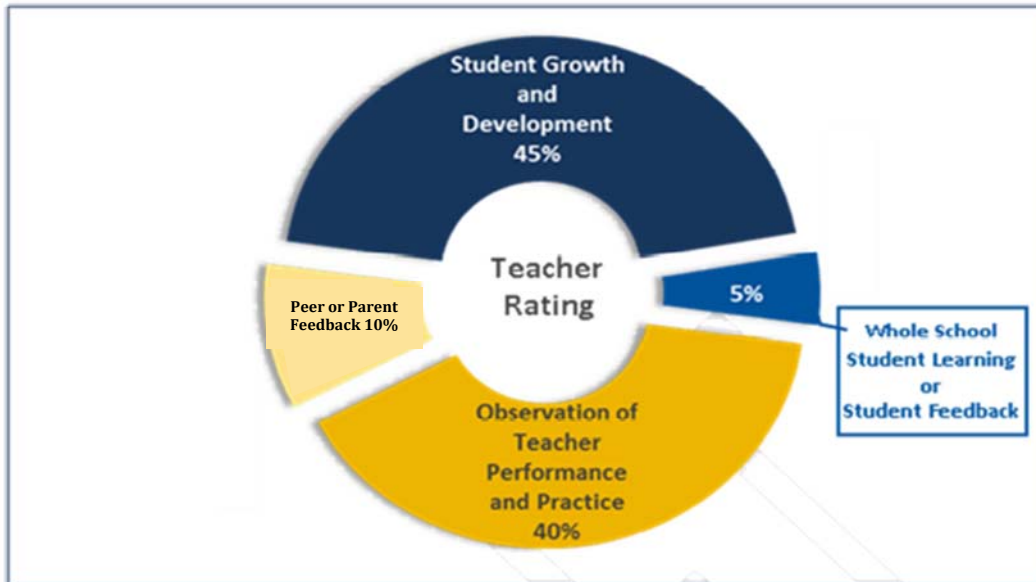 Student Growth
and
Development
45%
Teacher
Rating
5%
Peer or Parent
Feedback 10%
Whole School
Student Learning
or
Student Feedback
Observation of
Teacher
Performance
and Practice
40%